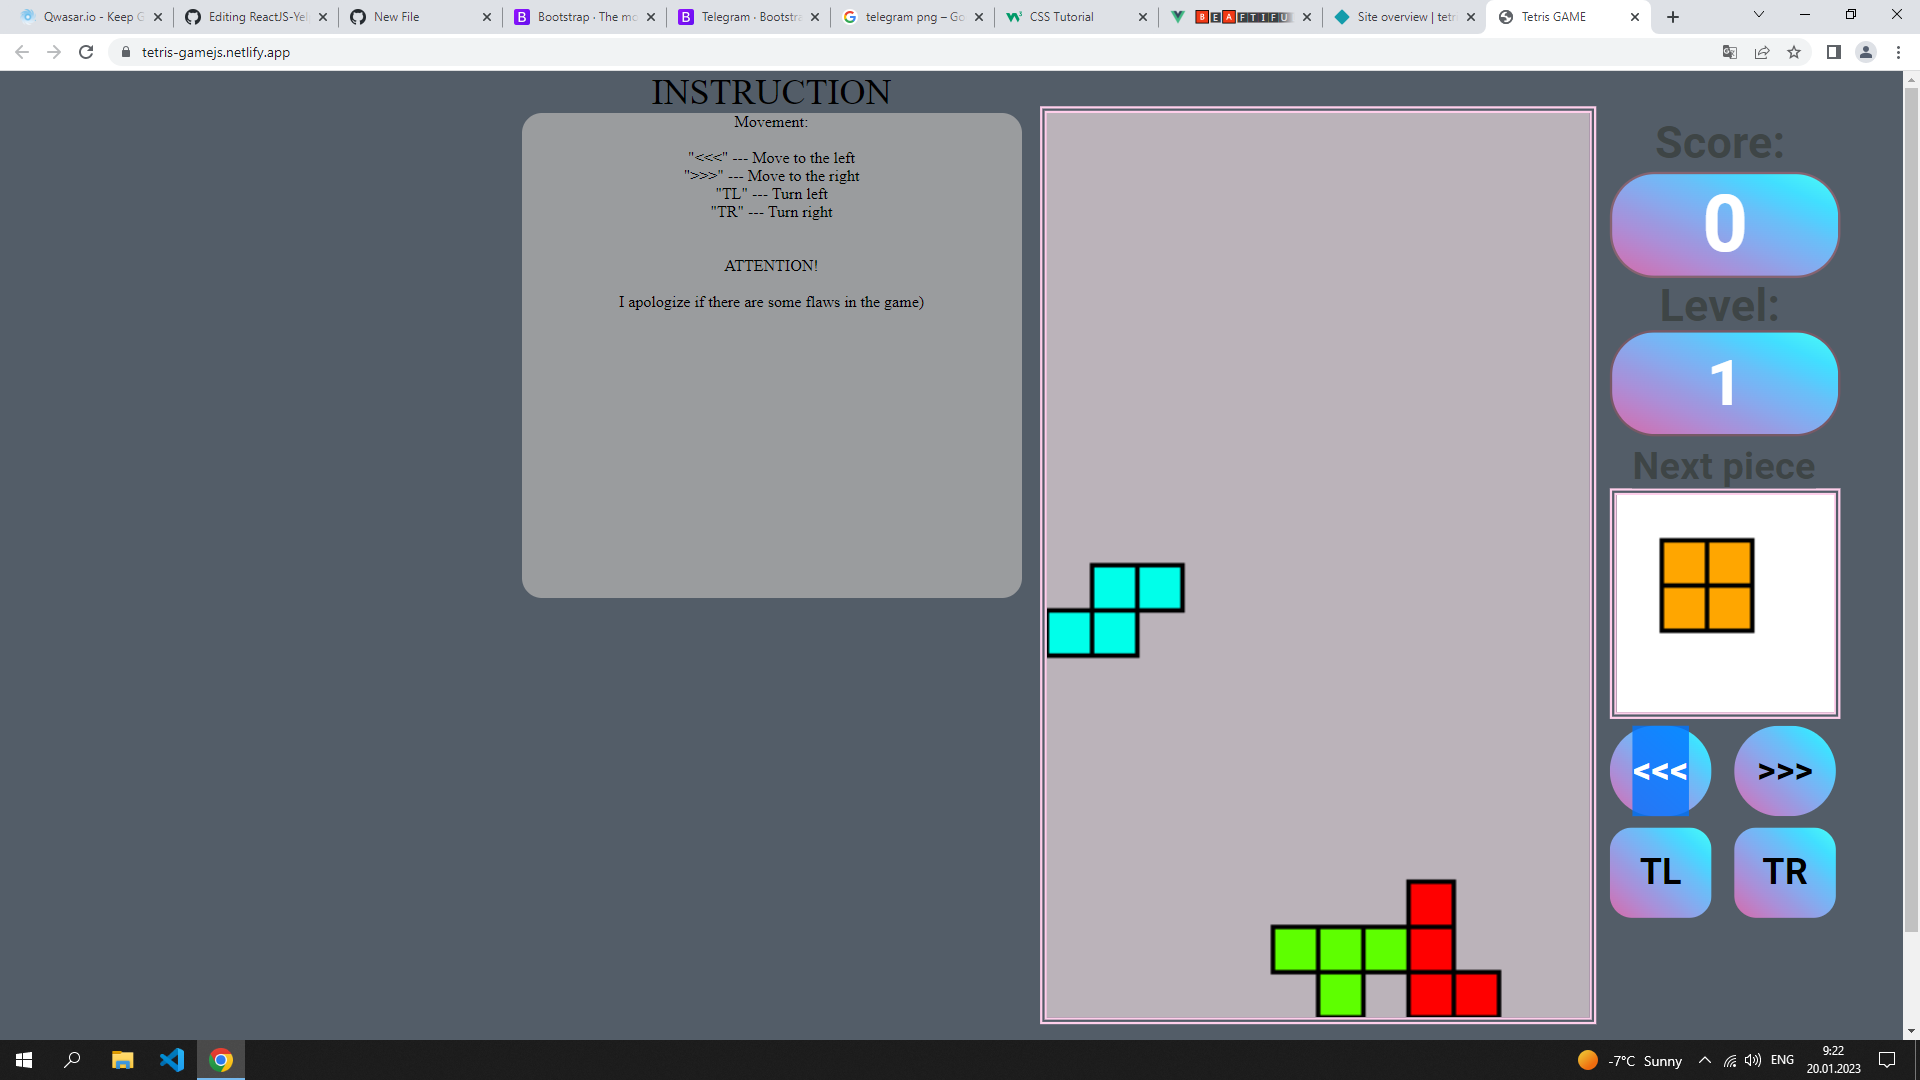 Qwasar.io - Keep G
Editing ReactJS-Yel
New File
Bootstrap · The mo
Telegram · Bootstra
telegram png – Go
CSS Tutorial
BEAFTIFU
Site overview | tetr
Tetris GAME
tetris-gamejs.netlify.app
INSTRUCTION
Movement:
"<<<" --- Move to the left
">>>" --- Move to the right
"TL" --- Turn left
"TR" --- Turn right
ATTENTION!
I apologize if there are some flaws in the game)
Score:
0
Level:
1
Next piece
<<< >>>
TL TR
-7°C Sunny
ENG
9:22
20.01.2023